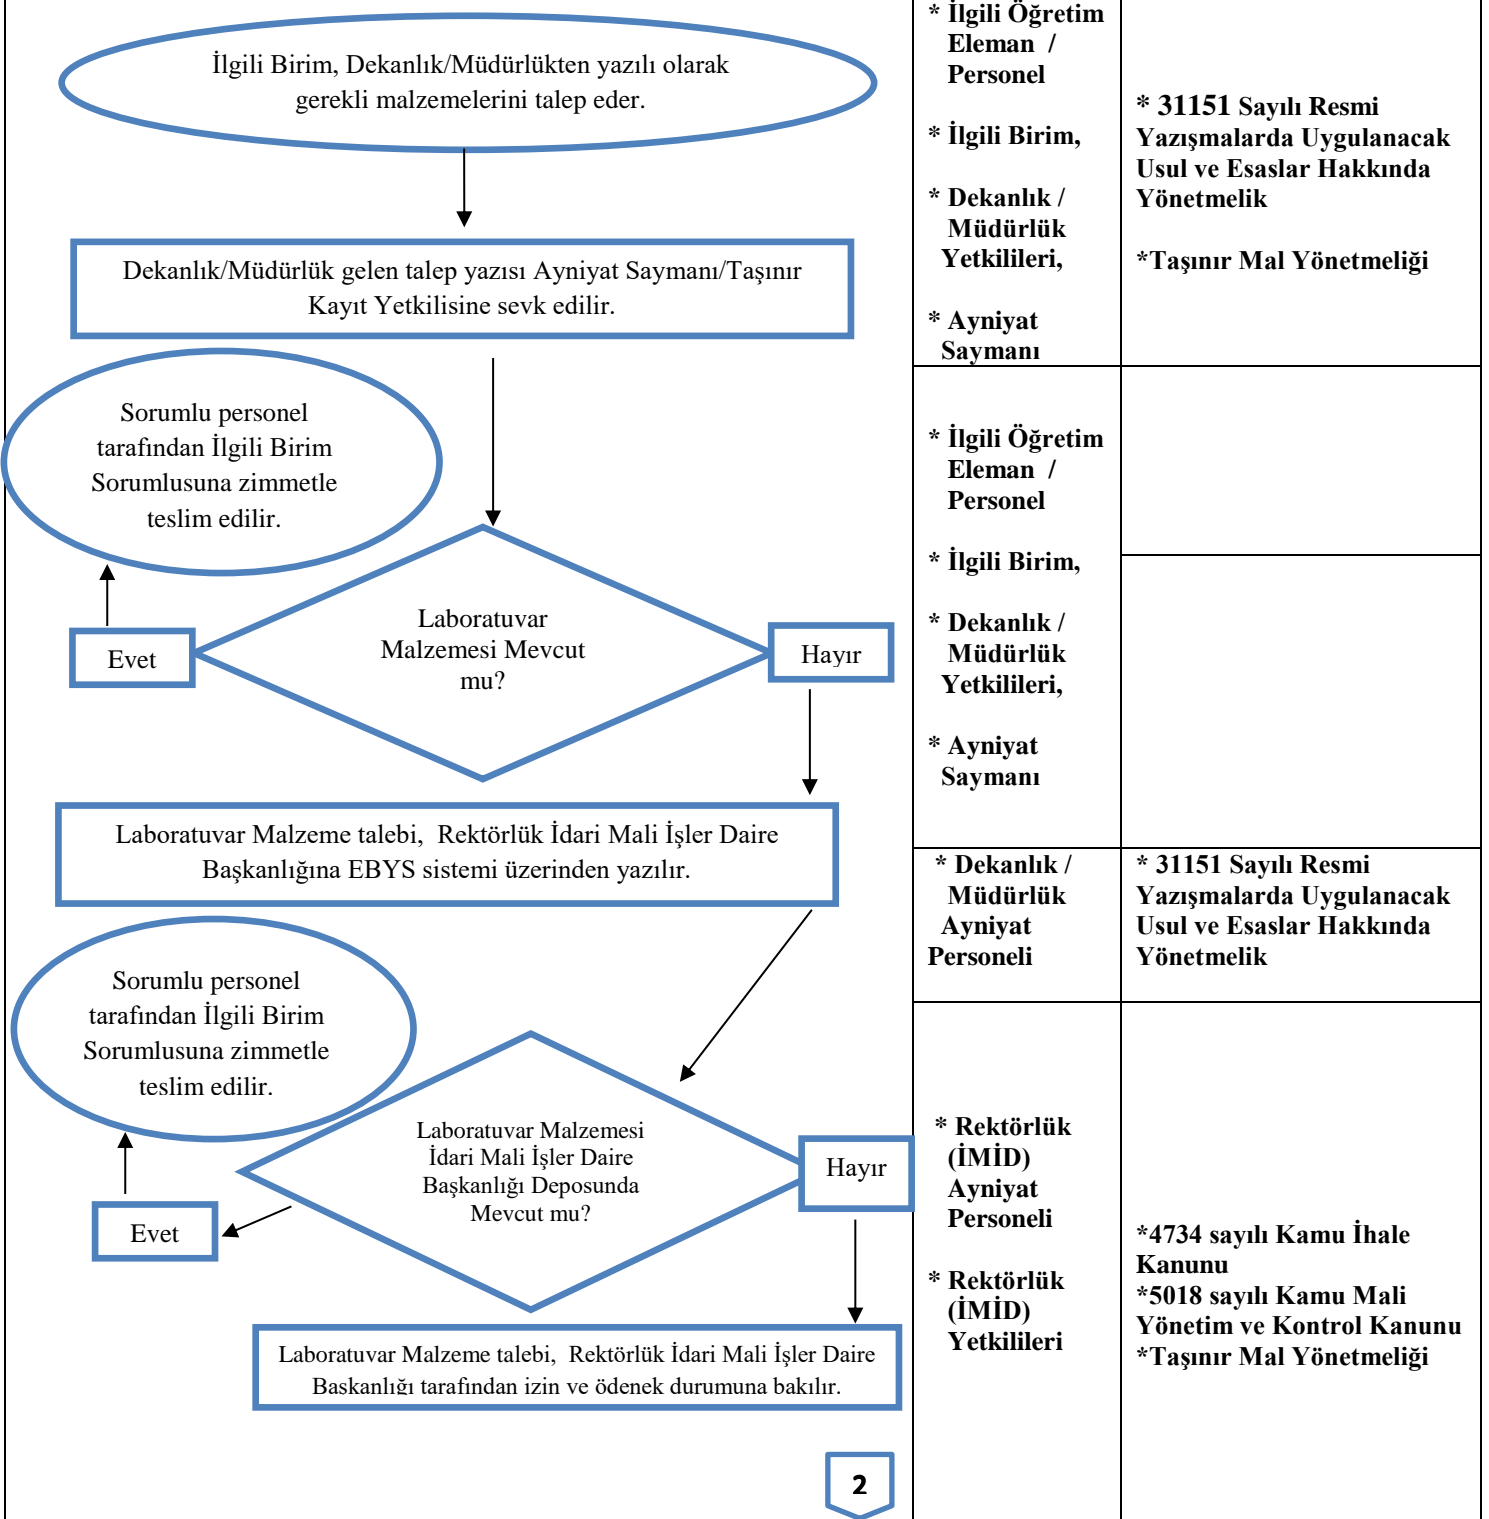 İlgili Birim, Dekanlık/Müdürlükten yazılı olarak
gerekli malzemelerini talep eder.
Dekanlık/Müdürlük gelen talep yazısı Ayniyat Saymanı/Taşınır
Kayıt Yetkilisine sevk edilir.
* İlgili Öğretim
Eleman /
Personel
* İlgili Birim,
* Dekanlık /
Müdürlük
Yetkilileri,
* Ayniyat
Saymanı
* 31151 Sayılı Resmi
Yazışmalarda Uygulanacak
Usul ve Esaslar Hakkında
Yönetmelik
*Taşınır Mal Yönetmeliği
Sorumlu personel
tarafından İlgili Birim
Sorumlusuna zimmetle
teslim edilir.
Laboratuvar
Malzemesi Mevcut
mu?
Evet
Hayır
* İlgili Öğretim
Eleman /
Personel
* İlgili Birim,
* Dekanlık /
Müdürlük
Yetkilileri,
* Ayniyat
Saymanı
Laboratuvar Malzeme talebi, Rektörlük İdari Mali İşler Daire
Başkanlığına EBYS sistemi üzerinden yazılır.
* Dekanlık /
Müdürlük
Ayniyat
Personeli
* 31151 Sayılı Resmi
Yazışmalarda Uygulanacak
Usul ve Esaslar Hakkında
Yönetmelik
Sorumlu personel
tarafından İlgili Birim
Sorumlusuna zimmetle
teslim edilir.
Laboratuvar Malzemesi
İdari Mali İşler Daire
Başkanlığı Deposunda
Mevcut mu?
Evet
Hayır
Laboratuvar Malzeme talebi, Rektörlük İdari Mali İşler Daire
Başkanlığı tarafından izin ve ödenek durumuna bakılır.
2
* Rektörlük
(İMİD)
Ayniyat
Personeli
* Rektörlük
(İMİD)
Yetkilileri
*4734 sayılı Kamu İhale
Kanunu
*5018 sayılı Kamu Mali
Yönetim ve Kontrol Kanunu
*Taşınır Mal Yönetmeliği